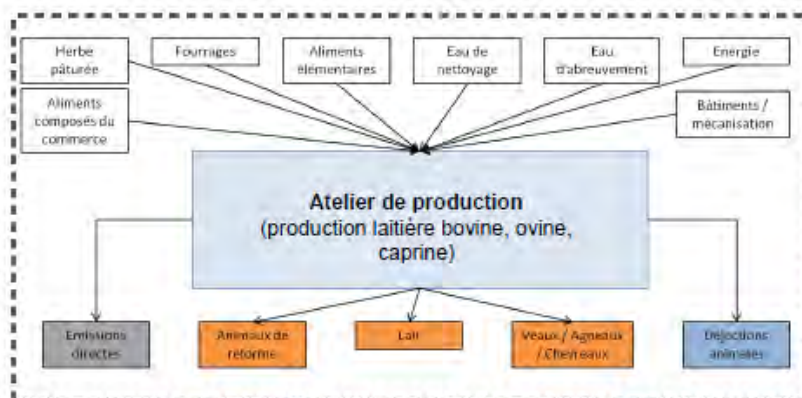 Herbe
pâturée
Fourrages
Aliments
élémentaires
Eau de
nettoyage
Eau
d'abreuvement
Energie
Aliments
composés du
commerce
Bâtiments /
mécanisation
Atelier de production
(production laitière bovine, ovine,
caprine)
Emissions
directes
Animaux de
réforme
Lait
Veaux / Agneaux
/ Chevreaux
Déjections
animales